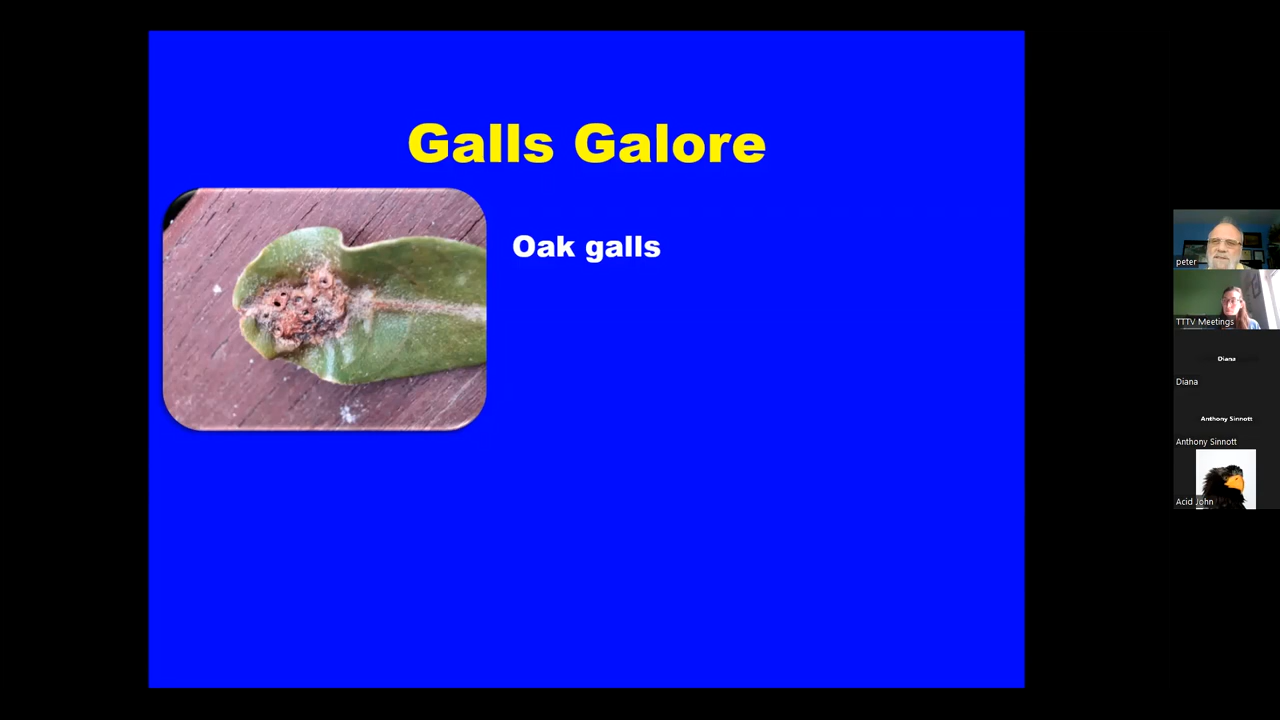 Galls Galore
Oak galls
peter
TTTV Meetings
Diana
Diana
Anthony Sinnott
Anthony Sinnott
Acid John